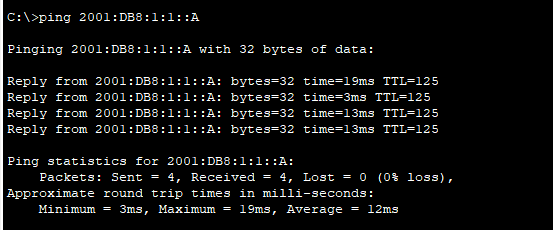 C:\>ping 2001:DB8:1:1::A
Pinging 2001:DB8:1:1::A with 32 bytes of data:
Reply from 2001:DB8:1:1::A: bytes=32 time=19ms TTL=125
Reply from 2001:DB8:1:1::A: bytes=32 time=3ms TTL=125
Reply from 2001:DB8:1:1::A: bytes=32 time=13ms TTL=125
Reply from 2001:DB8:1:1::A: bytes=32 time=13ms TTL=125
Ping statistics for 2001:DB8:1:1::A:
    Packets: Sent = 4, Received = 4, Lost = 0 (0% loss),
Approximate round trip times in milli-seconds:
    Minimum = 3ms, Maximum = 19ms, Average = 12ms